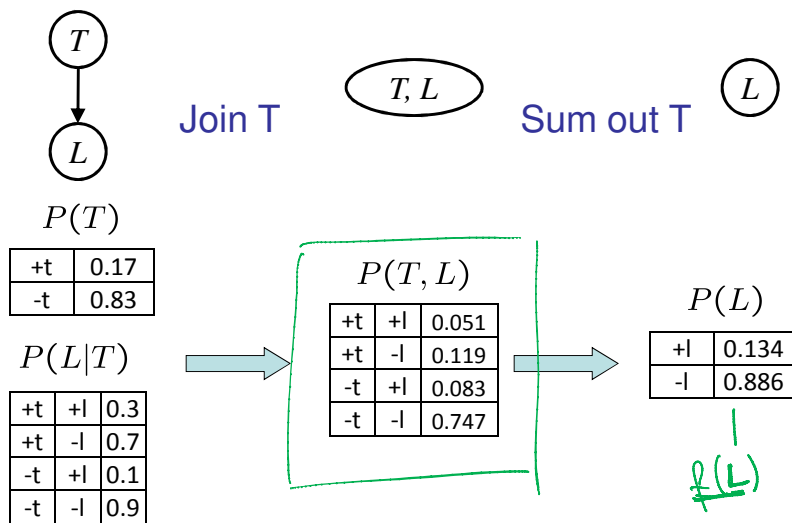 T
L
Join T
T, L
Sum out T
L
P(T)
+t 0.17
-t 0.83
P(L|T)
+t +l 0.3
+t -l 0.7
-t +l 0.1
-t -l 0.9
P(T, L)
+t +l 0.051
+t -l 0.119
-t +l 0.083
-t -l 0.747
P(L)
+l 0.134
-l 0.886
f(L)